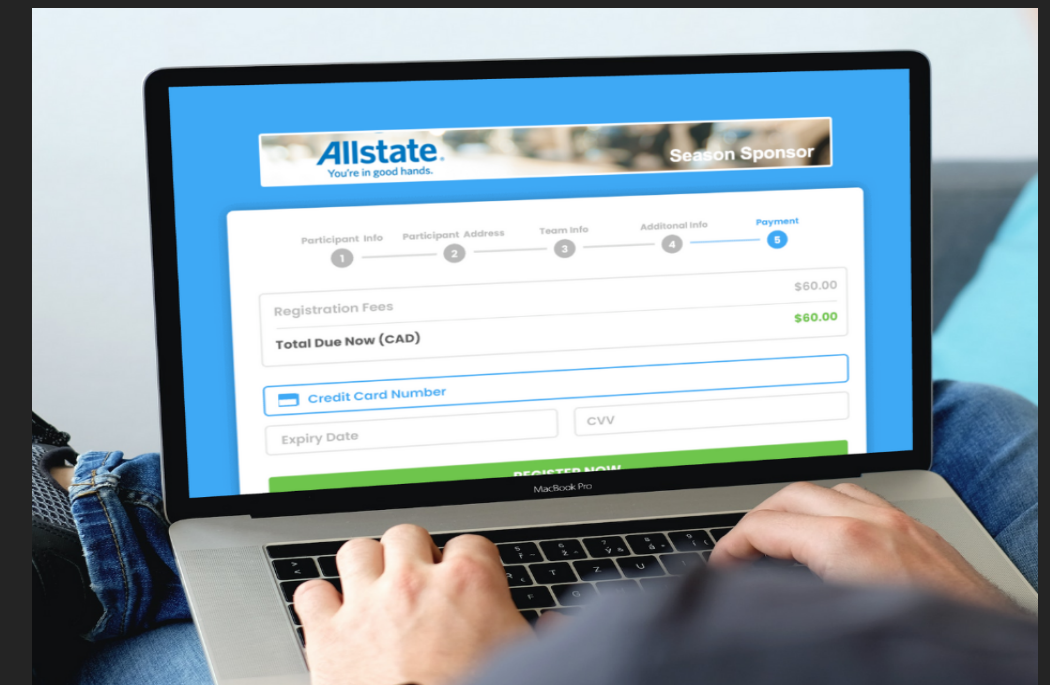 Allstate.
You're in good hands.
Season Sponsor
Participant Info
Participant Address
Team Info
Additonal Info
Payment
1
2
3
4
5
Registration Fees
$60.00
Total Due Now (CAD)
$60.00
Credit Card Number
Expiry Date
CVV
REGISTER NOW
MacBook Pro